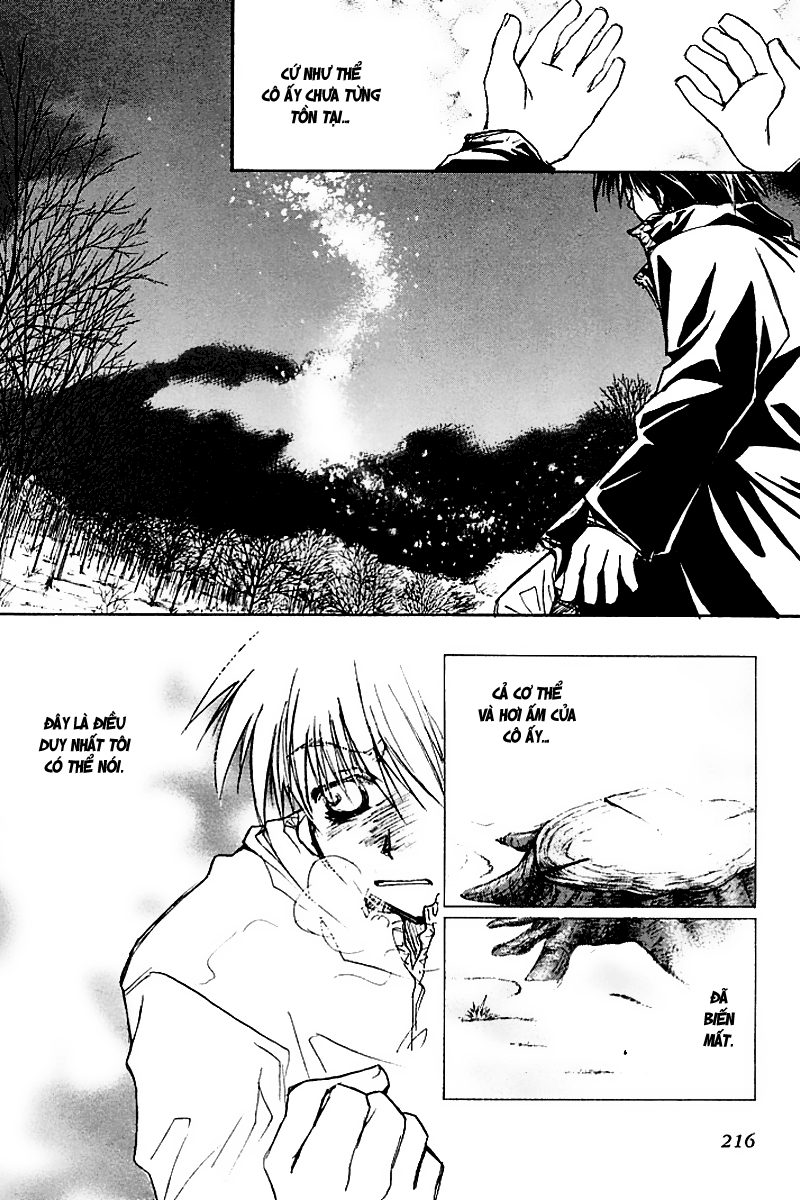 CỨ NHƯ THỂ
CÔ ẤY CHƯA TỪNG
TỒN TẠI...
CẢ CƠ THỂ
VÀ HƠI ẤM CỦA
CÔ ẤY...
ĐÃ
BIẾN
MẤT.
ĐÂY LÀ ĐIỀU
DUY NHẤT TÔI
CÓ THỂ NÓI.
216